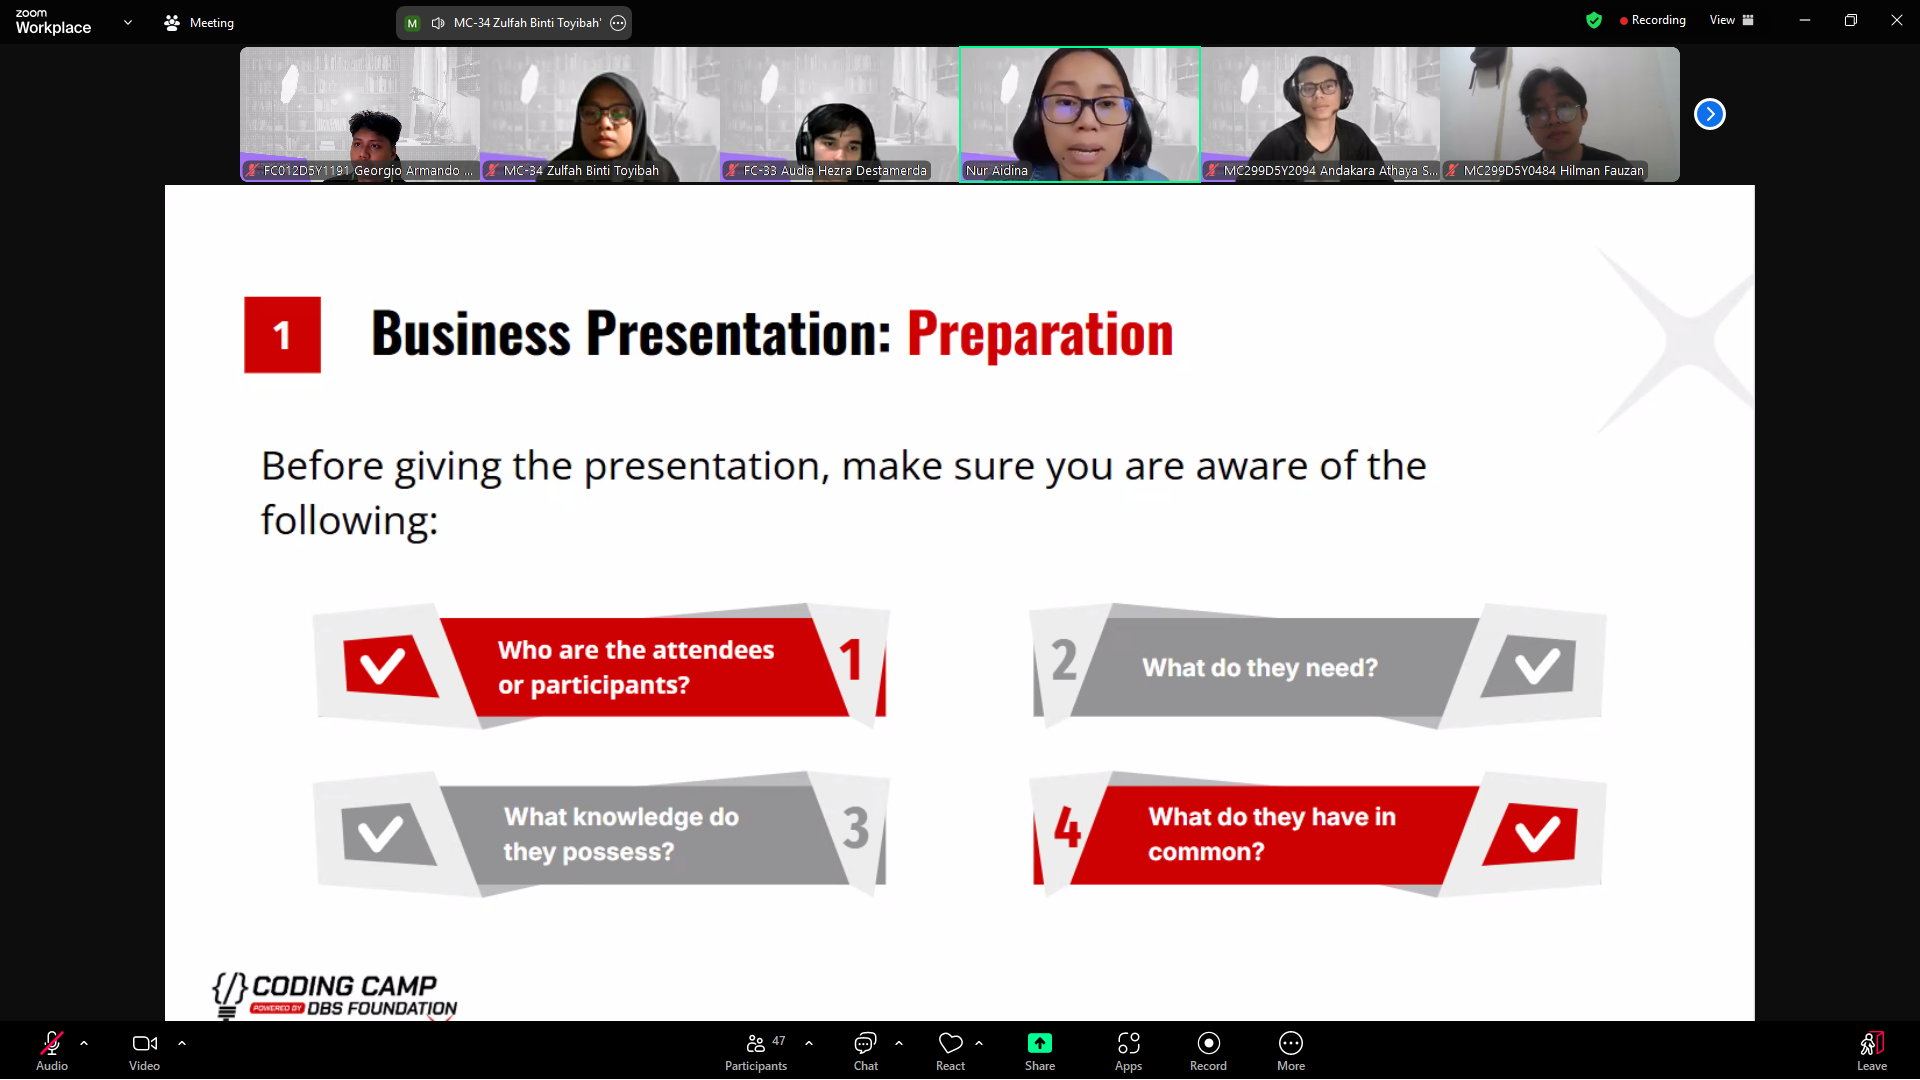 zoom
Workplace
Meeting
M
MC-34 Zulfah Binti Toyibah'
Recording
View
FC012D5Y1191 Georgio Armando ...
MC-34 Zulfah Binti Toyibah
FC-33 Audia Hezra Destamerda
Nur Aidina
MC299D5Y2094 Andakara Athaya S...
MC299D5Y0484 Hilman Fauzan
1
Business Presentation: Preparation
Before giving the presentation, make sure you are aware of the
following:
Who are the attendees
or participants?
1
2
What do they need?
What knowledge do
they possess?
3
4
What do they have in
common?
{/} CODING CAMP
POWERED BY DBS FOUNDATION
Audio
Video
Participants
47
Chat
React
Share
Apps
Record
More
Leave